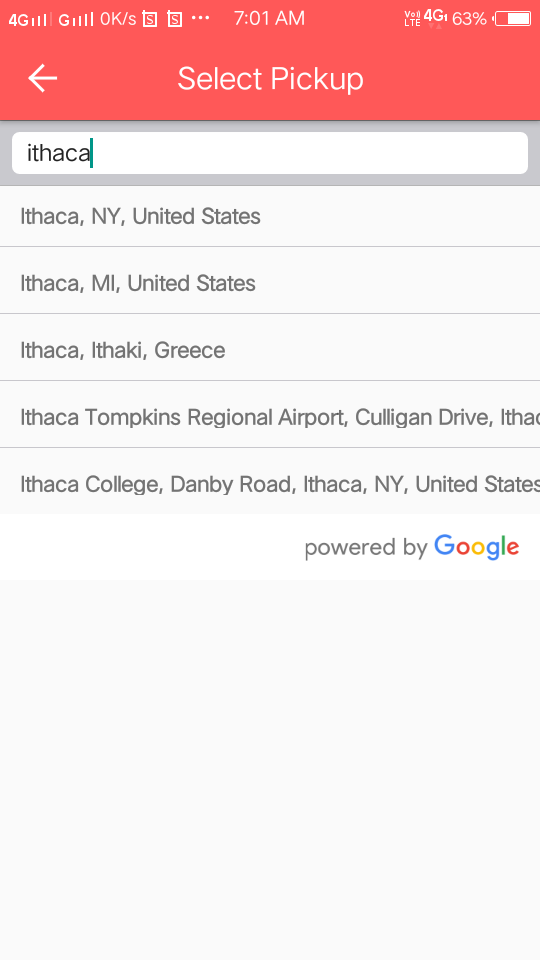 4G G 0K/s S S ... 7:01 AM Vo) LTE 4G 63%
Select Pickup
ithaca
Ithaca, NY, United States
Ithaca, MI, United States
Ithaca, Ithaki, Greece
Ithaca Tompkins Regional Airport, Culligan Drive, Ithac
Ithaca College, Danby Road, Ithaca, NY, United States
powered by Google